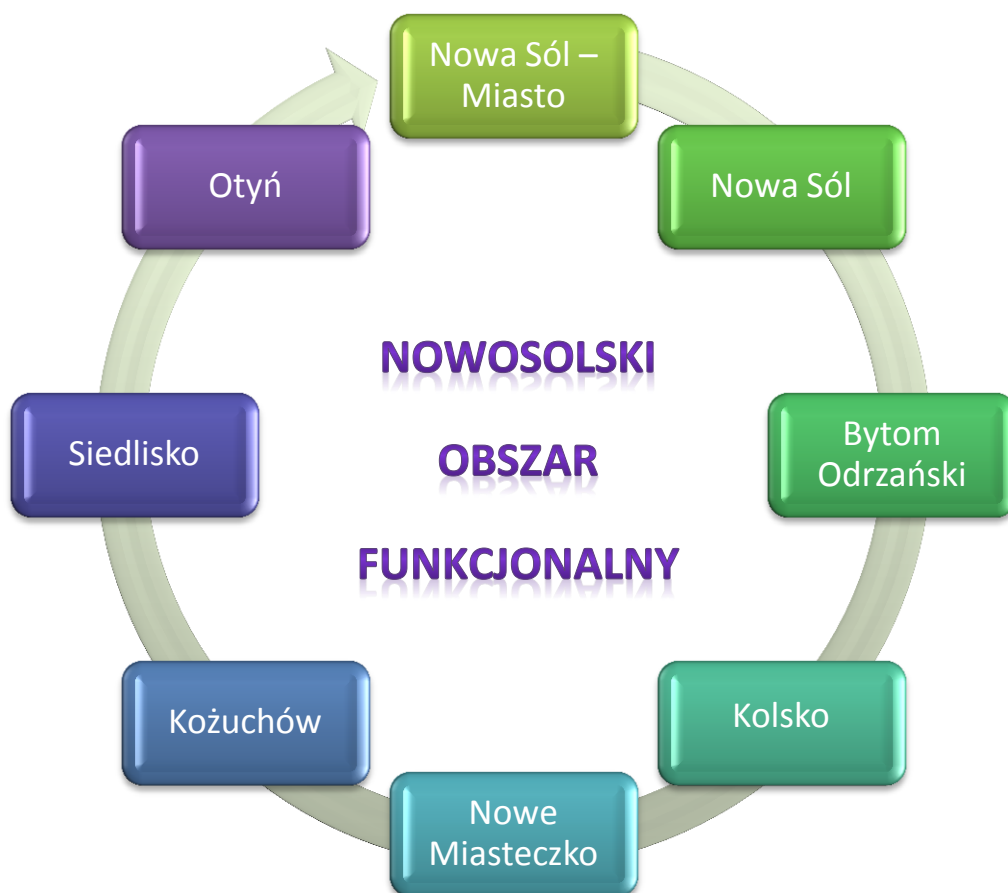 Nowa Sól –
Miasto
Nowa Sól
Bytom
Odrzański
Kolsko
Nowe
Miasteczko
Kożuchów
Siedlisko
Otyń
NOWOSOLSKI
OBSZAR
FUNKCJONALNY